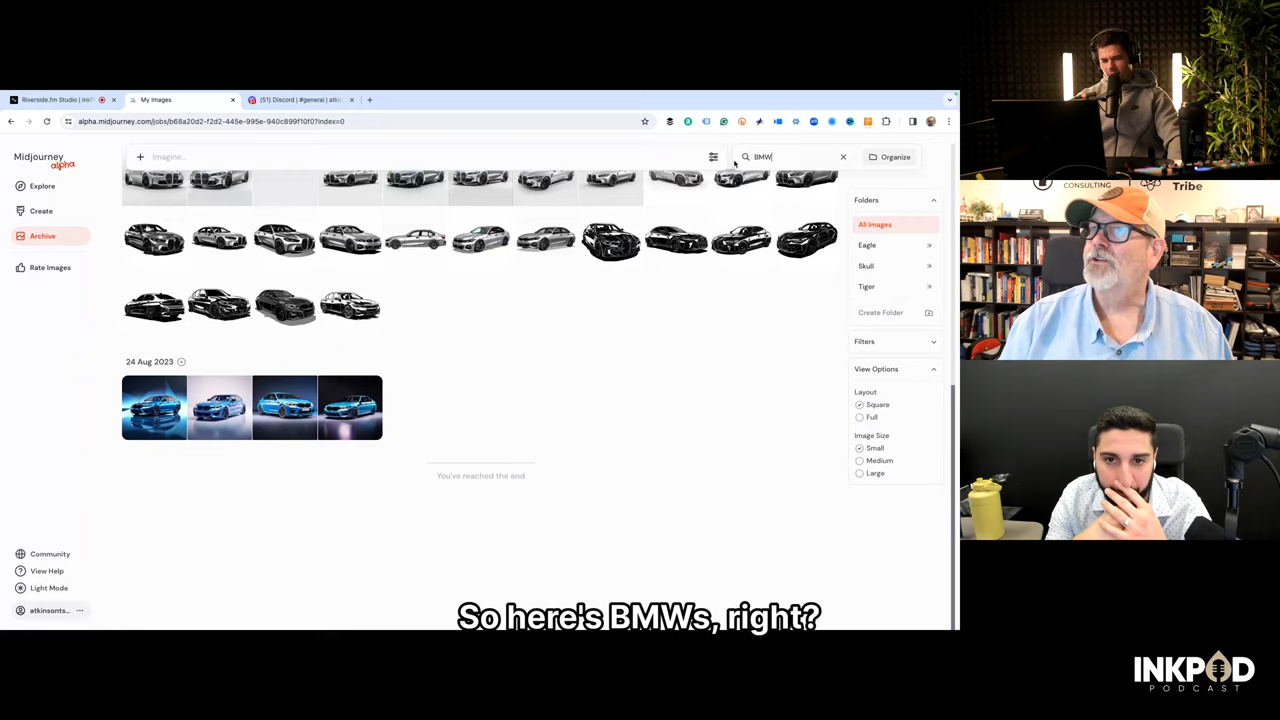 Riverside.fm Studio | InkP
My Images
(51) Discord | #general | atkin
alpha.midjourney.com/jobs/b68a20d2-f2d2-445e-995e-940c899f10f0?index=0
Midjourney
alpha
Imagine...
BMW
Organize
Explore
Create
Archive
Rate Images
Folders
All Images
Eagle
Skull
Tiger
Create Folder
Filters
View Options
Layout
Square
Full
Image Size
Small
Medium
Large
24 Aug 2023
You've reached the end
Community
View Help
Light Mode
atkinsonts...
CONSULTING
Tribe
So here's BMWs, right?
INKPOD
PODCAST